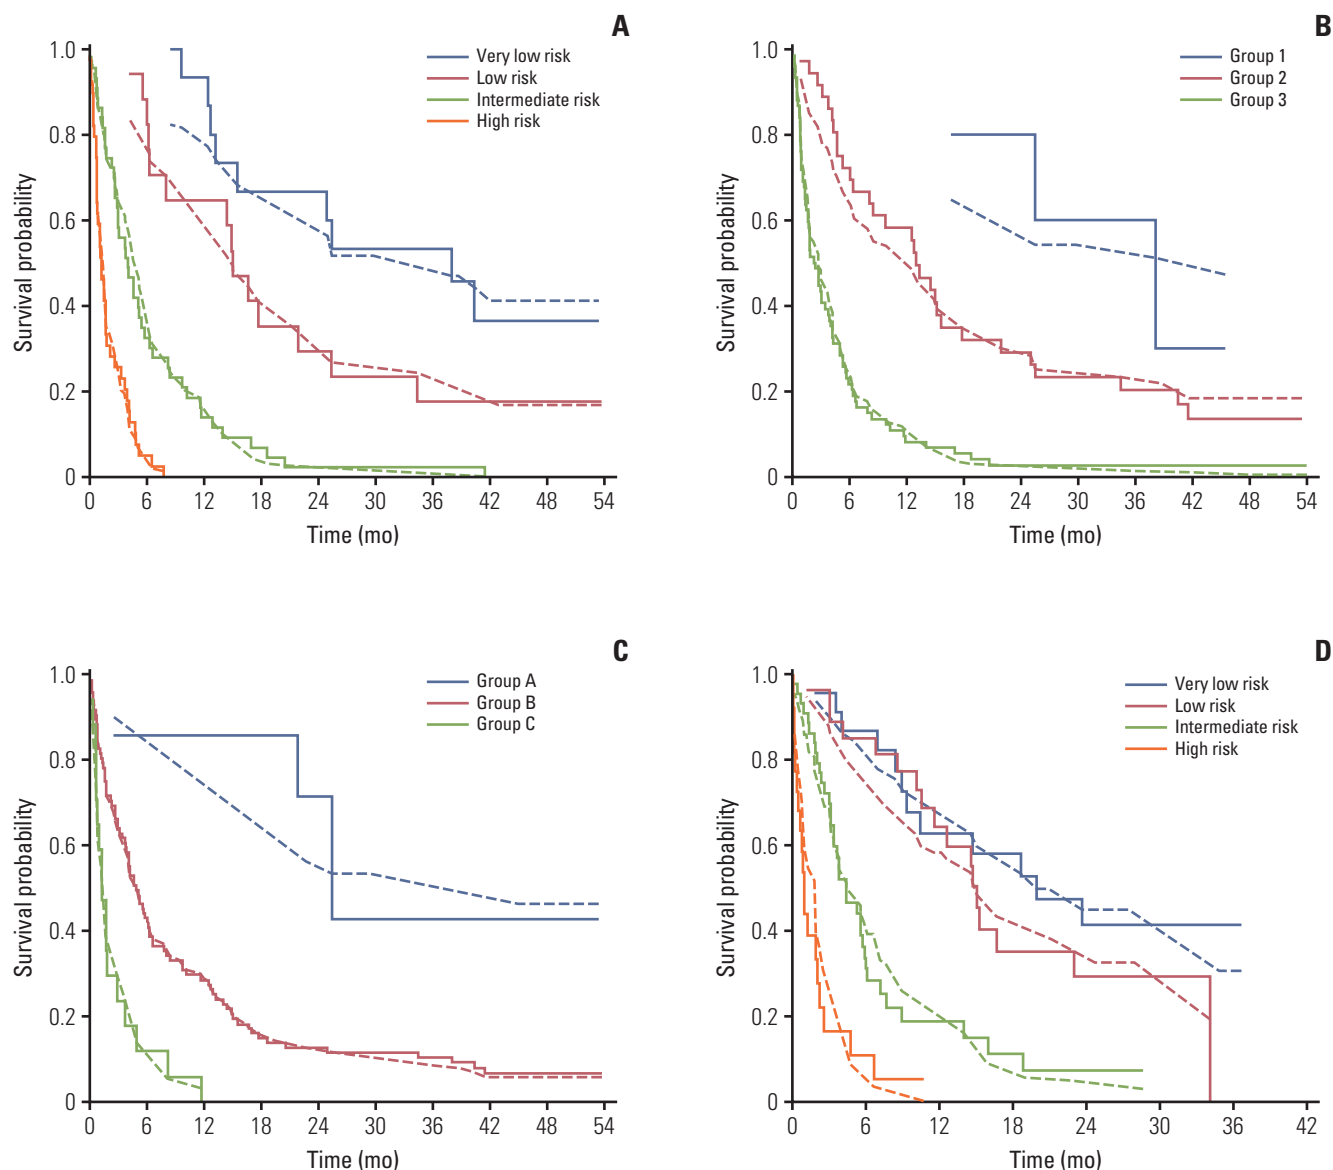 A
1.0
0.8
0.6
0.4
0.2
0
Survival probability
Very low risk
Low risk
Intermediate risk
High risk
0 6 12 18 24 30 36 42 48 54
Time (mo)
B
1.0
0.8
0.6
0.4
0.2
0
Survival probability
Group 1
Group 2
Group 3
0 6 12 18 24 30 36 42 48 54
Time (mo)
C
1.0
0.8
0.6
0.4
0.2
0
Survival probability
Group A
Group B
Group C
0 6 12 18 24 30 36 42 48 54
Time (mo)
D
1.0
0.8
0.6
0.4
0.2
0
Survival probability
Very low risk
Low risk
Intermediate risk
High risk
0 6 12 18 24 30 36 42
Time (mo)